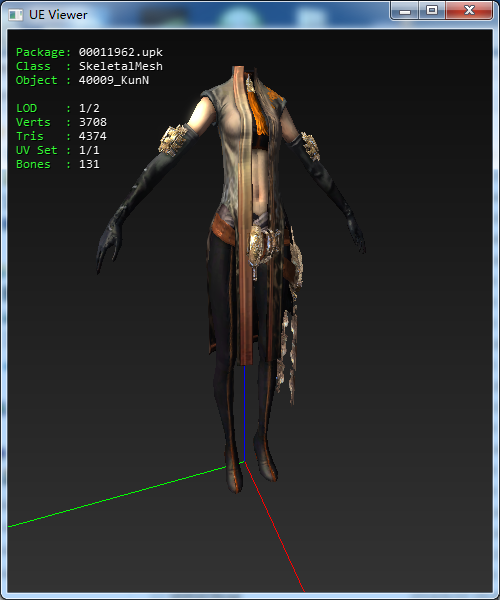 UE Viewer
Package: 00011962.upk
Class : SkeletalMesh
Object : 40009_KunN
LOD : 1/2
Verts : 3708
Tris : 4374
UV Set : 1/1
Bones : 131